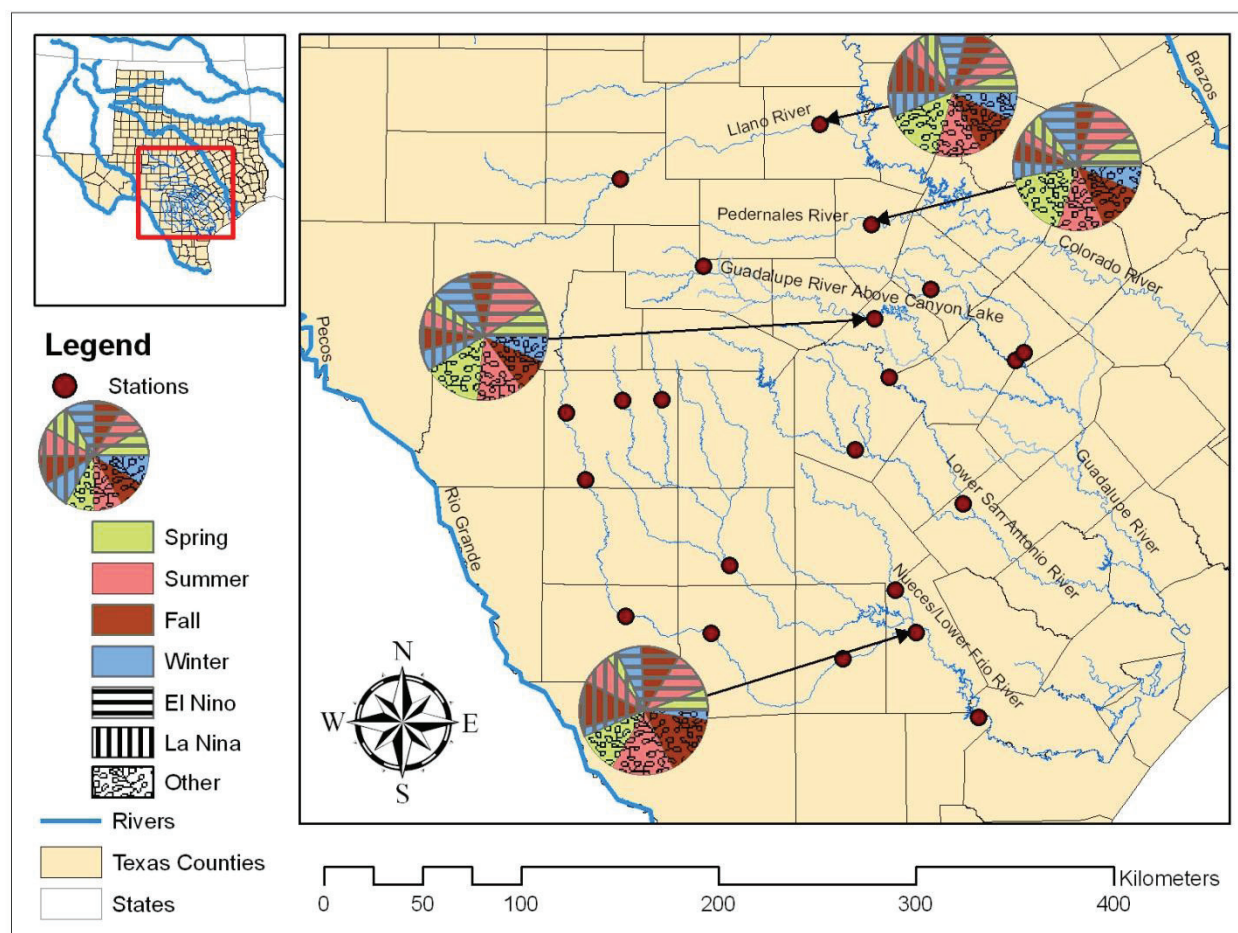 Legend
Stations
Spring
Summer
Fall
Winter
El Nino
La Nina
Other
Rivers
Texas Counties
States
Llano River
Pedernales River
Guadalupe River Above Canyon Lake
Colorado River
Brazos
Pecos
Rio Grande
Lower San Antonio River
Guadalupe River
Nueces/Lower Frio River
N
W E
S
Kilometers
0 50 100 200 300 400